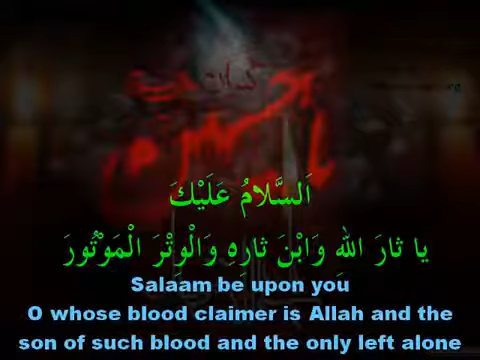 اَلسَّلامُ عَلَيْكَ
يا ثارَ اللهِ وَابْنَ ثارِهِ وَالْوِتْرَ الْمَوْتُورَ
Salaam be upon you
O whose blood claimer is Allah and the
son of such blood and the only left alone